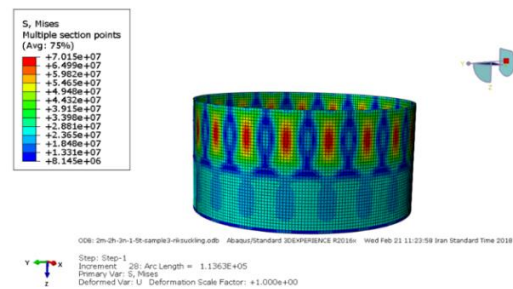 S, Mises
Multiple section points
(Avg: 75%)
+7.015e+07
+6.499e+07
+5.982e+07
+5.465e+07
+4.948e+07
+4.432e+07
+3.915e+07
+3.398e+07
+2.881e+07
+2.365e+07
+1.848e+07
+1.331e+07
+8.145e+06
Y
Z
ODB: 2m-2h-3n-1-5t-sample3-riksuckling.odb Abaqus/Standard 3DEXPERIENCE R2016x Wed Feb 21 11:23:58 Iran Standard Time 2018
Y X
Z
Step: Step-1
Increment 28: Arc Length = 1.1363E+05
Primary Var: S, Mises
Deformed Var: U Deformation Scale Factor: +1.000e+00